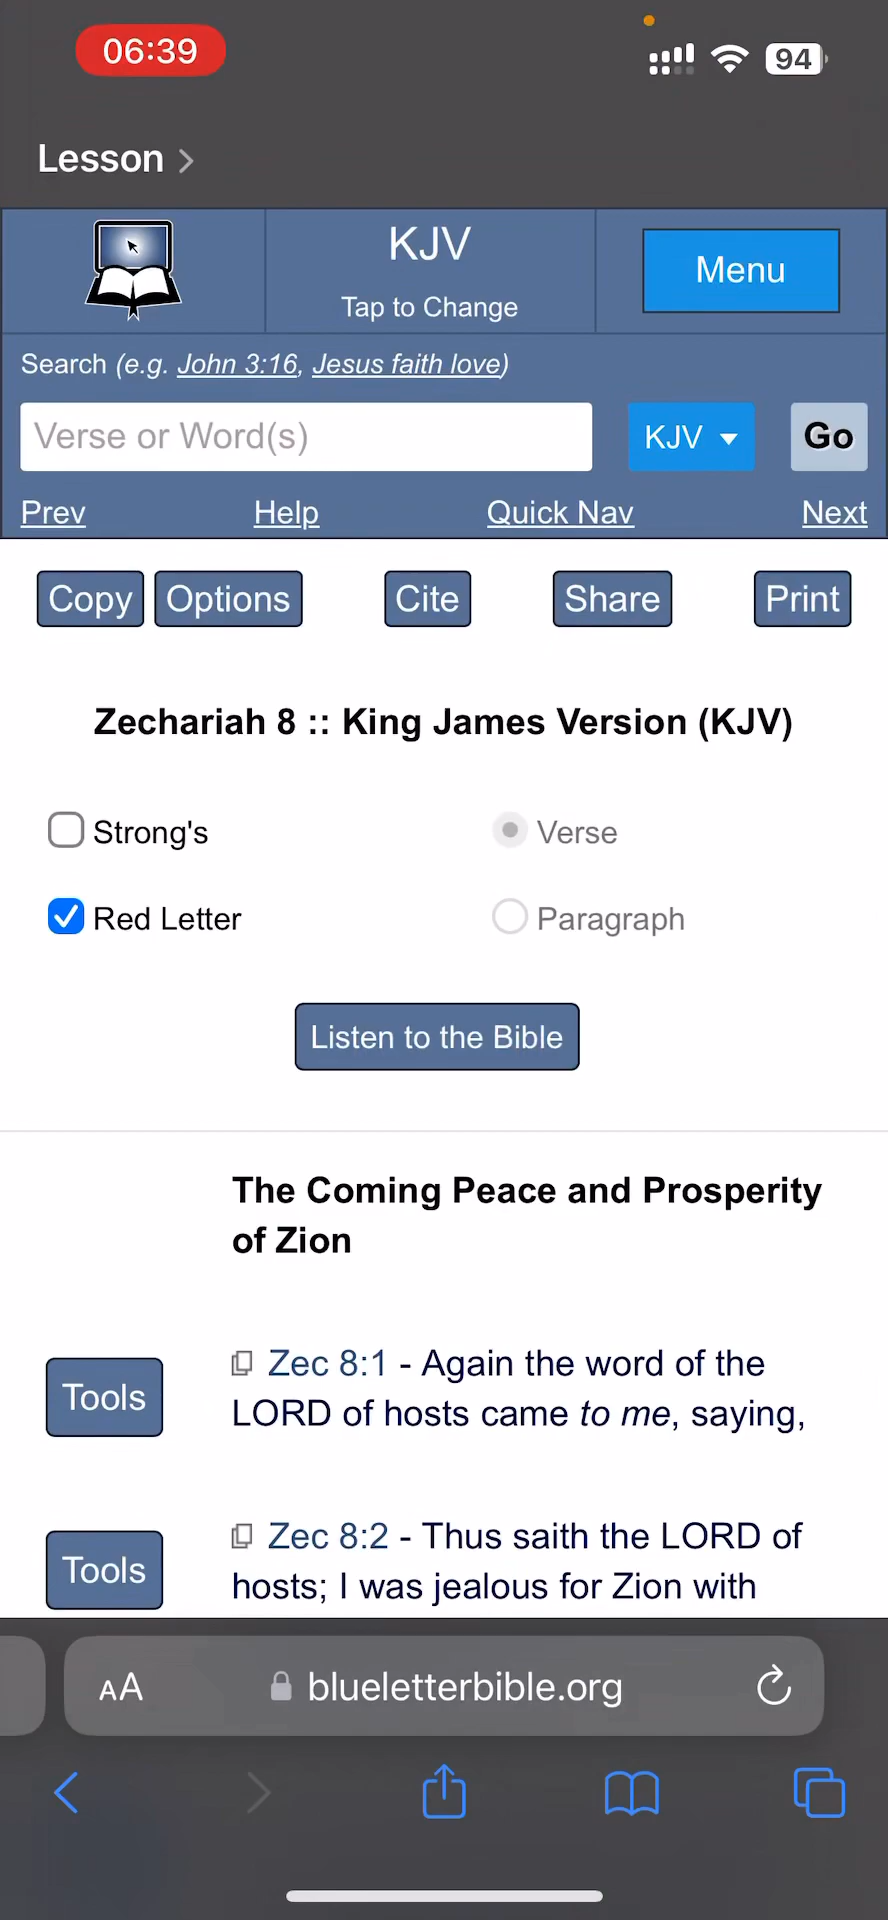 06:39
94
Lesson >
KJV
Tap to Change
Menu
Search (e.g. John 3:16, Jesus faith love)
Verse or Word(s)
KJV
Go
Prev Help Quick Nav Next
Copy Options Cite Share Print
Zechariah 8 :: King James Version (KJV)
Strong's
Verse
Red Letter
Paragraph
Listen to the Bible
The Coming Peace and Prosperity
of Zion
Tools
Zec 8:1 - Again the word of the
LORD of hosts came to me, saying,
Tools
Zec 8:2 - Thus saith the LORD of
hosts; I was jealous for Zion with
AA
blueletterbible.org